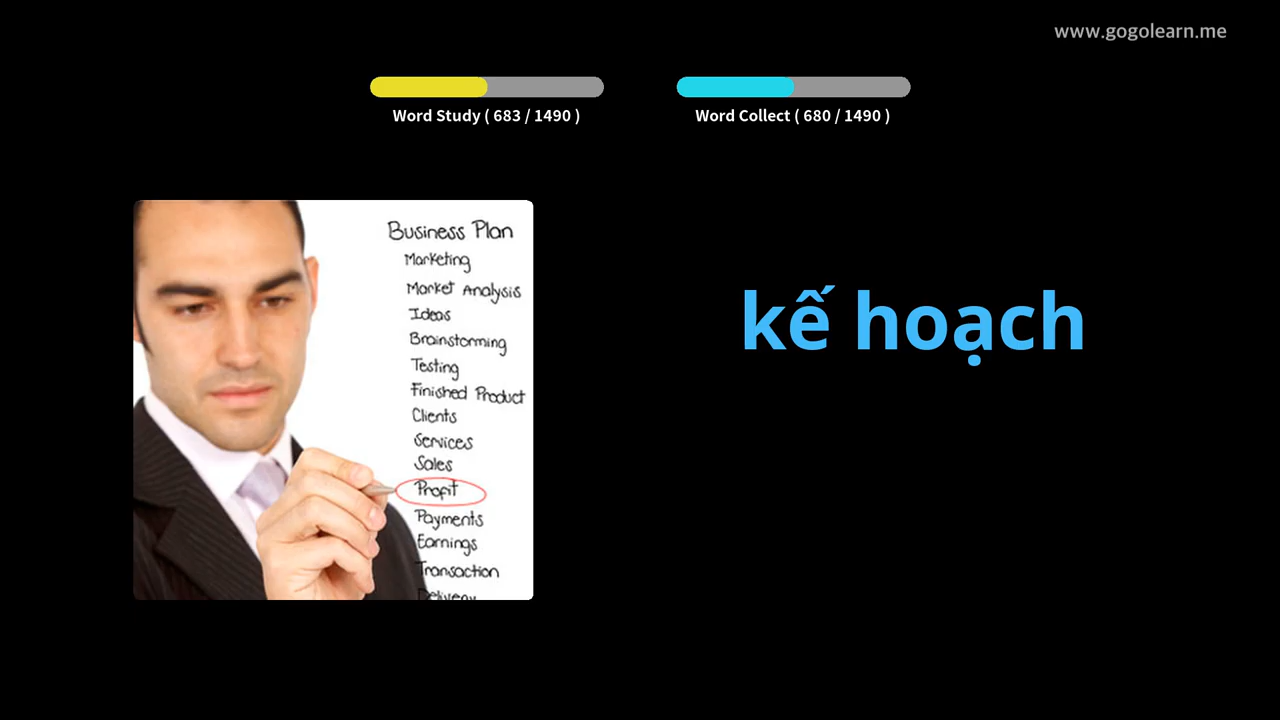 www.gogolearn.me
Word Study ( 683 / 1490 )
Word Collect ( 680 / 1490 )
Business Plan
Marketing
Market Analysis
Ideas
Brainstorming
Testing
Finished Product
Clients
Services
Sales
Profit
Payments
Earnings
Transaction
Delivery
kế hoạch